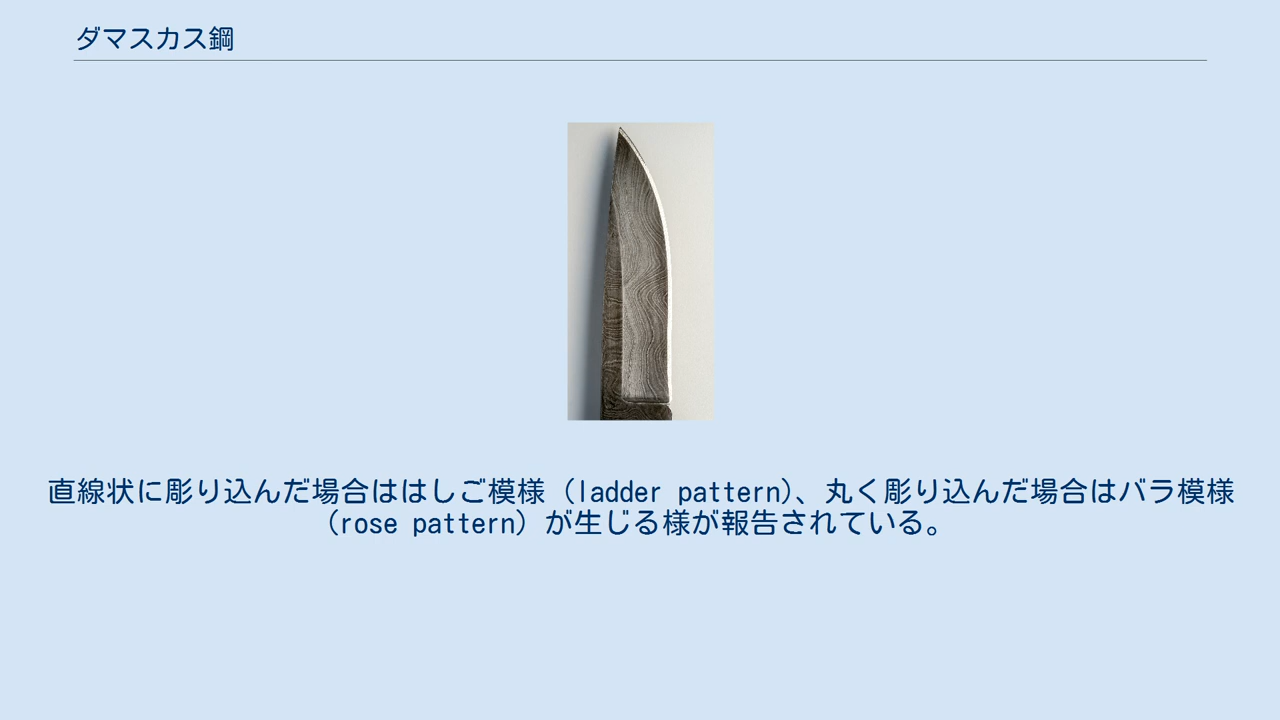 ダマスカス鋼
直線状に彫り込んだ場合ははしご模様（ladder pattern）、丸く彫り込んだ場合はバラ模様
（rose pattern）が生じる様が報告されている。